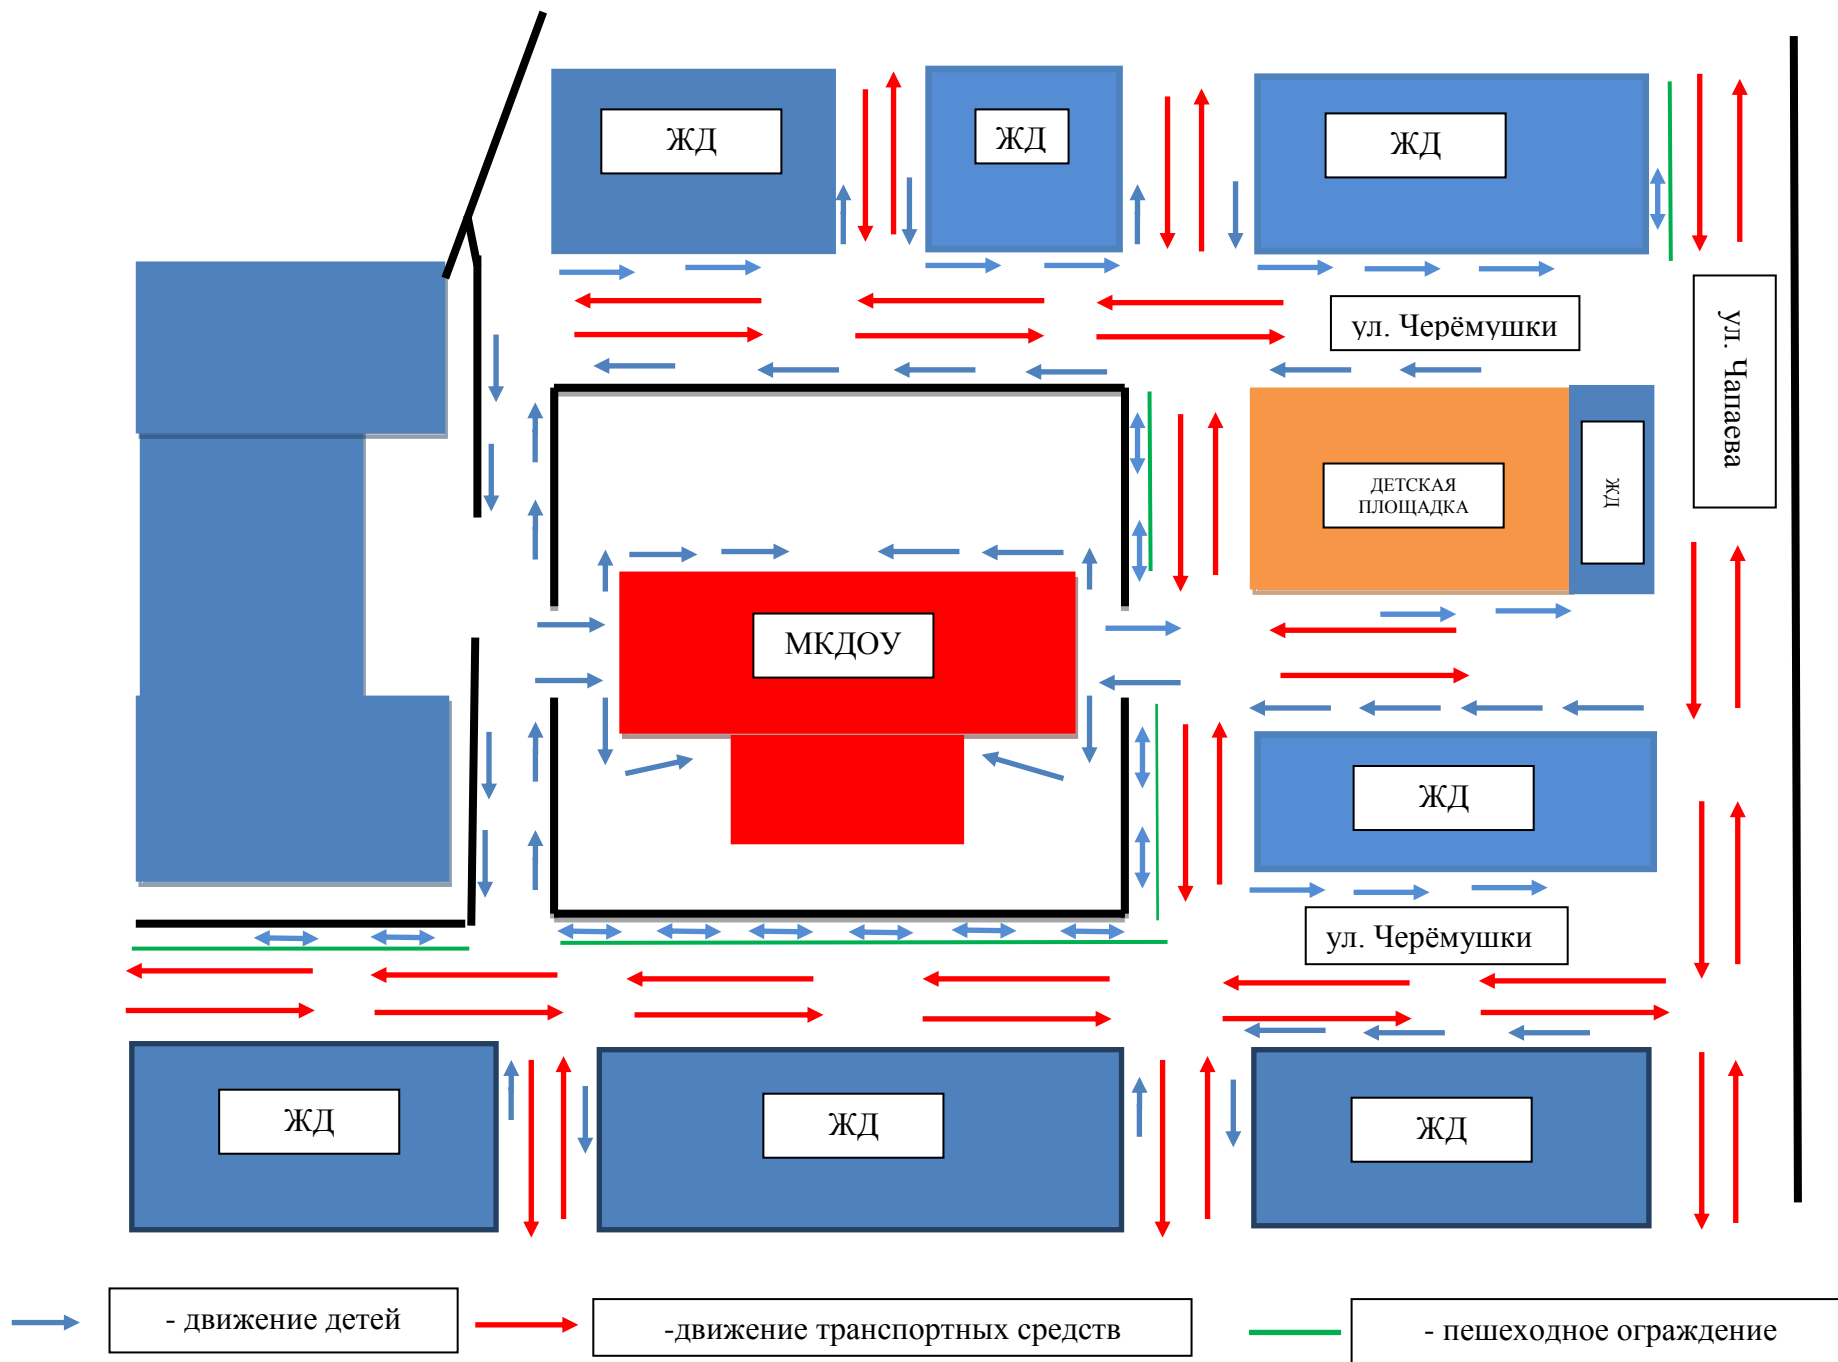 ЖД
ЖД
ЖД
ул. Черёмушки
ул. Чапаева
ДЕТСКАЯ
ПЛОЩАДКА
ЖД
МКДОУ
ЖД
ул. Черёмушки
ЖД
ЖД
ЖД
- движение детей
-движение транспортных средств
- пешеходное ограждение